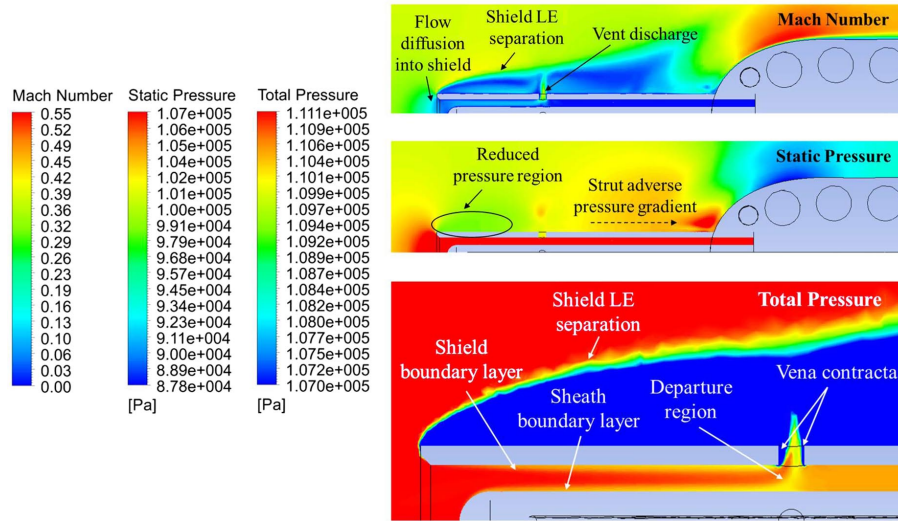 Mach Number
0.55
0.52
0.49
0.45
0.42
0.39
0.36
0.32
0.29
0.26
0.23
0.19
0.16
0.13
0.10
0.06
0.03
0.00
Static Pressure
1.07e+005
1.06e+005
1.05e+005
1.04e+005
1.02e+005
1.01e+005
1.00e+005
9.91e+004
9.79e+004
9.68e+004
9.57e+004
9.45e+004
9.34e+004
9.23e+004
9.11e+004
9.00e+004
8.89e+004
8.78e+004
[Pa]
Total Pressure
1.111e+005
1.109e+005
1.106e+005
1.104e+005
1.101e+005
1.099e+005
1.097e+005
1.094e+005
1.092e+005
1.089e+005
1.087e+005
1.084e+005
1.082e+005
1.080e+005
1.077e+005
1.075e+005
1.072e+005
1.070e+005
[Pa]
Flow
diffusion
into shield
Shield LE
separation
Vent discharge
Mach Number
Reduced
pressure region
Strut adverse
pressure gradient
Static Pressure
Shield LE
separation
Total Pressure
Shield
boundary layer
Sheath
boundary layer
Departure
region
Vena contracta